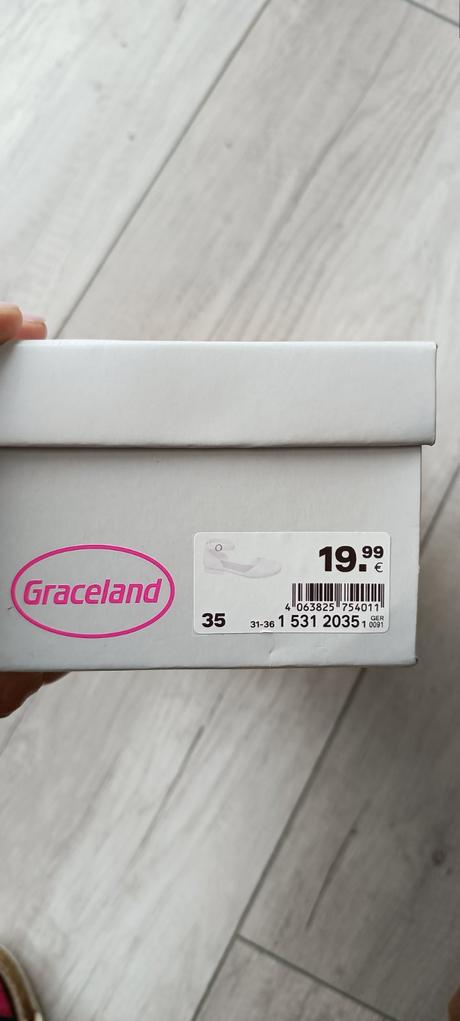 Graceland
19.99 €
4 063825 754011
35 31-36 1 531 2035 1 GER 0091